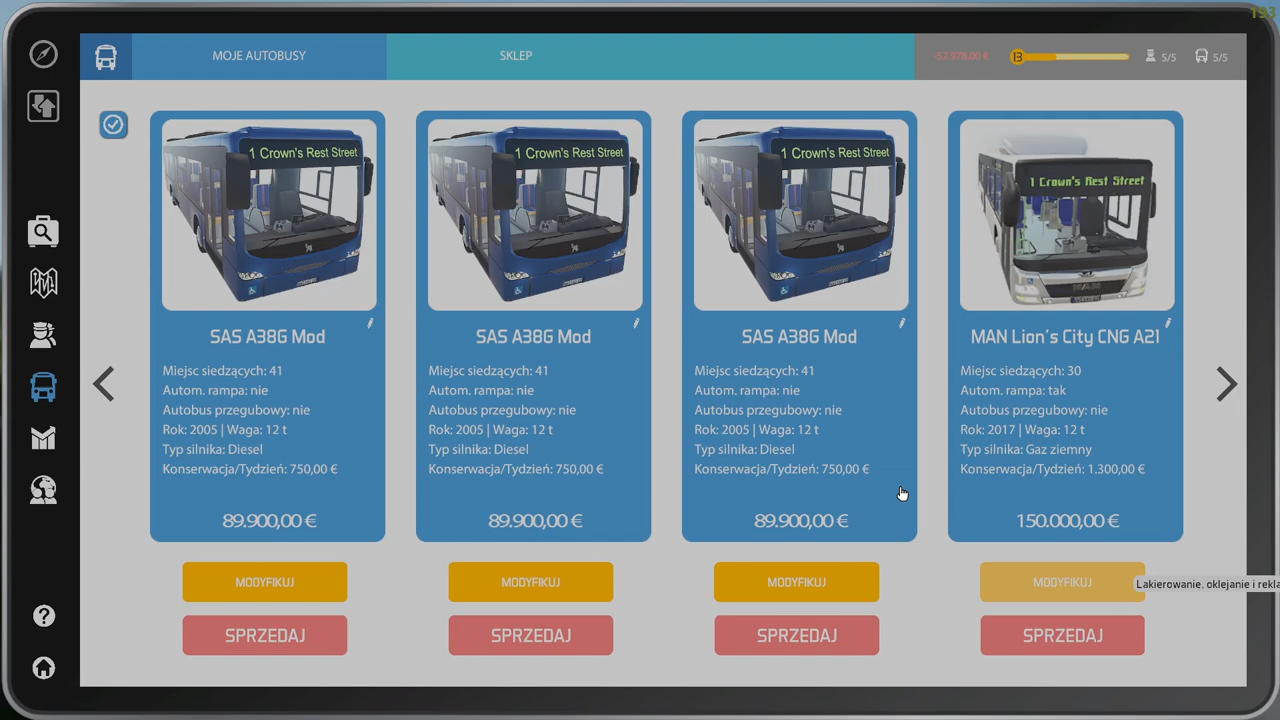 193
MOJE AUTOBUSY
SKLEP
-57.978,00 €
13
5/5
5/5
1 Crown's Rest Street
1 Crown's Rest Street
1 Crown's Rest Street
1 Crown's Rest Street
MAN
SAS A38G Mod
Miejsc siedzących: 41
Autom. rampa: nie
Autobus przegubowy: nie
Rok: 2005 | Waga: 12 t
Typ silnika: Diesel
Konserwacja/Tydzień: 750,00 €
89.900,00 €
MODYFIKUJ
SPRZEDAJ
SAS A38G Mod
Miejsc siedzących: 41
Autom. rampa: nie
Autobus przegubowy: nie
Rok: 2005 | Waga: 12 t
Typ silnika: Diesel
Konserwacja/Tydzień: 750,00 €
89.900,00 €
MODYFIKUJ
SPRZEDAJ
SAS A38G Mod
Miejsc siedzących: 41
Autom. rampa: nie
Autobus przegubowy: nie
Rok: 2005 | Waga: 12 t
Typ silnika: Diesel
Konserwacja/Tydzień: 750,00 €
89.900,00 €
MODYFIKUJ
SPRZEDAJ
MAN Lion´s City CNG A21
Miejsc siedzących: 30
Autom. rampa: tak
Autobus przegubowy: nie
Rok: 2017 | Waga: 12 t
Typ silnika: Gaz ziemny
Konserwacja/Tydzień: 1.300,00 €
150.000,00 €
MODYFIKUJ
Lakierowanie, oklejanie i rekla
SPRZEDAJ
?